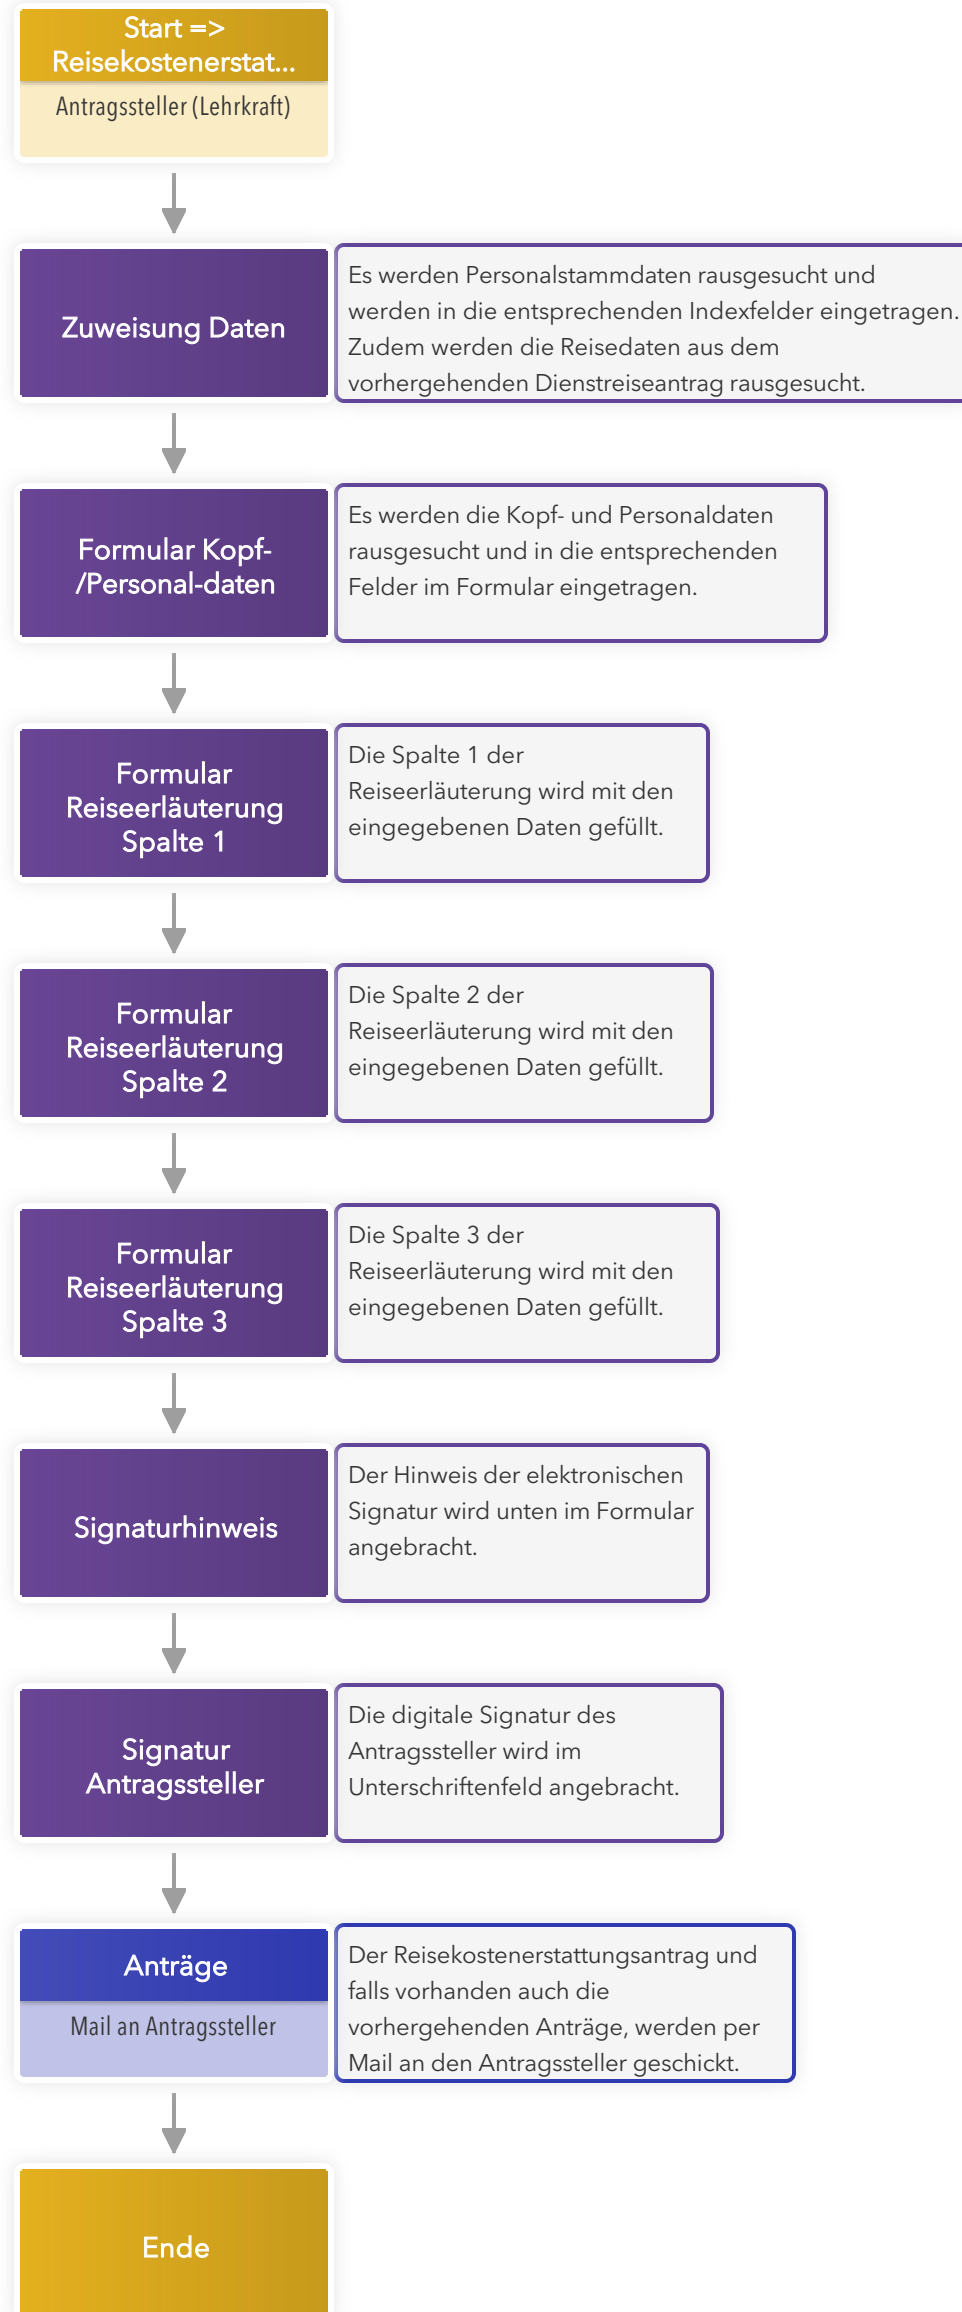 Start =>
Reisekostenerstat...
Antragssteller (Lehrkraft)
Zuweisung Daten
Es werden Personalstammdaten rausgesucht und
werden in die entsprechenden Indexfelder eingetragen.
Zudem werden die Reisedaten aus dem
vorhergehenden Dienstreiseantrag rausgesucht.
Formular Kopf-
/Personal-daten
Es werden die Kopf- und Personaldaten
rausgesucht und in die entsprechenden
Felder im Formular eingetragen.
Formular
Reiseerläuterung
Spalte 1
Die Spalte 1 der
Reiseerläuterung wird mit den
eingegebenen Daten gefüllt.
Formular
Reiseerläuterung
Spalte 2
Die Spalte 2 der
Reiseerläuterung wird mit den
eingegebenen Daten gefüllt.
Formular
Reiseerläuterung
Spalte 3
Die Spalte 3 der
Reiseerläuterung wird mit den
eingegebenen Daten gefüllt.
Signaturhinweis
Der Hinweis der elektronischen
Signatur wird unten im Formular
angebracht.
Signatur
Antragssteller
Die digitale Signatur des
Antragssteller wird im
Unterschriftenfeld angebracht.
Anträge
Mail an Antragssteller
Der Reisekostenerstattungsantrag und
falls vorhanden auch die
vorhergehenden Anträge, werden per
Mail an den Antragssteller geschickt.
Ende